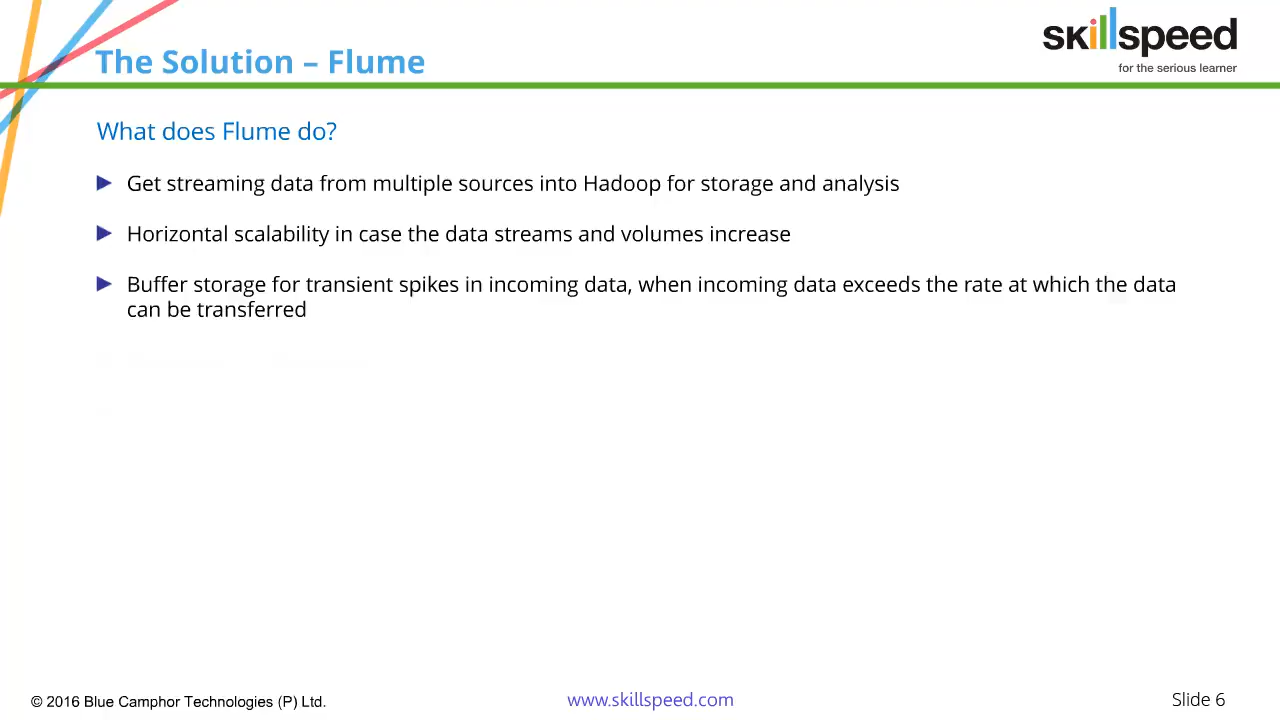 The Solution – Flume
skillspeed
for the serious learner
What does Flume do?
Get streaming data from multiple sources into Hadoop for storage and analysis
Horizontal scalability in case the data streams and volumes increase
Buffer storage for transient spikes in incoming data, when incoming data exceeds the rate at which the data
can be transferred
© 2016 Blue Camphor Technologies (P) Ltd.
www.skillspeed.com
Slide 6